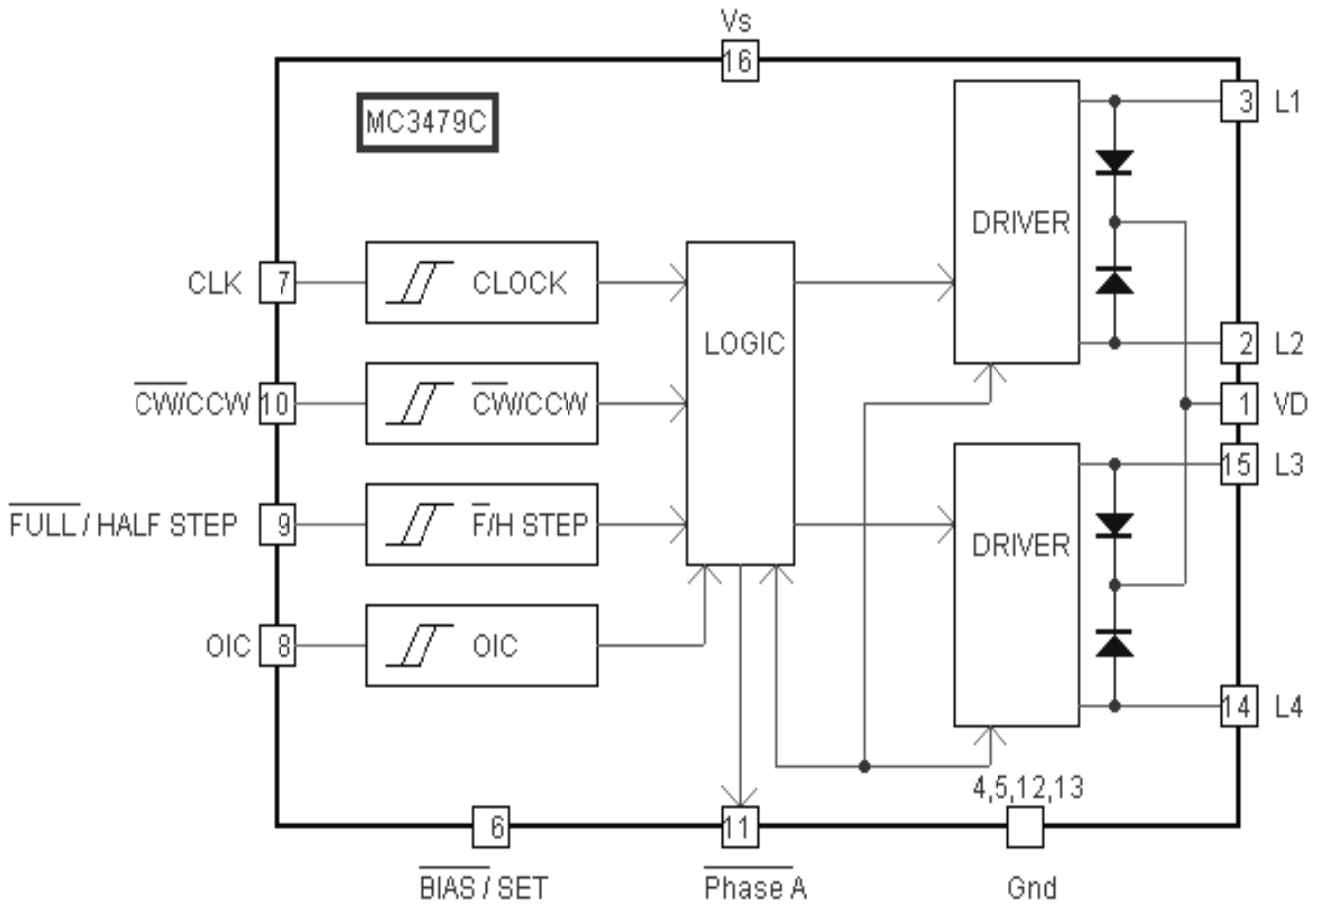 Vs
16
MC3479C
3 L1
DRIVER
CLK 7 CLOCK
LOGIC
2 L2
CW/CCW 10 CW/CCW
1 VD
15 L3
FULL / HALF STEP 9 F/H STEP
DRIVER
OIC 8 OIC
14 L4
4,5,12,13
6
11
BIAS / SET
Phase A
Gnd